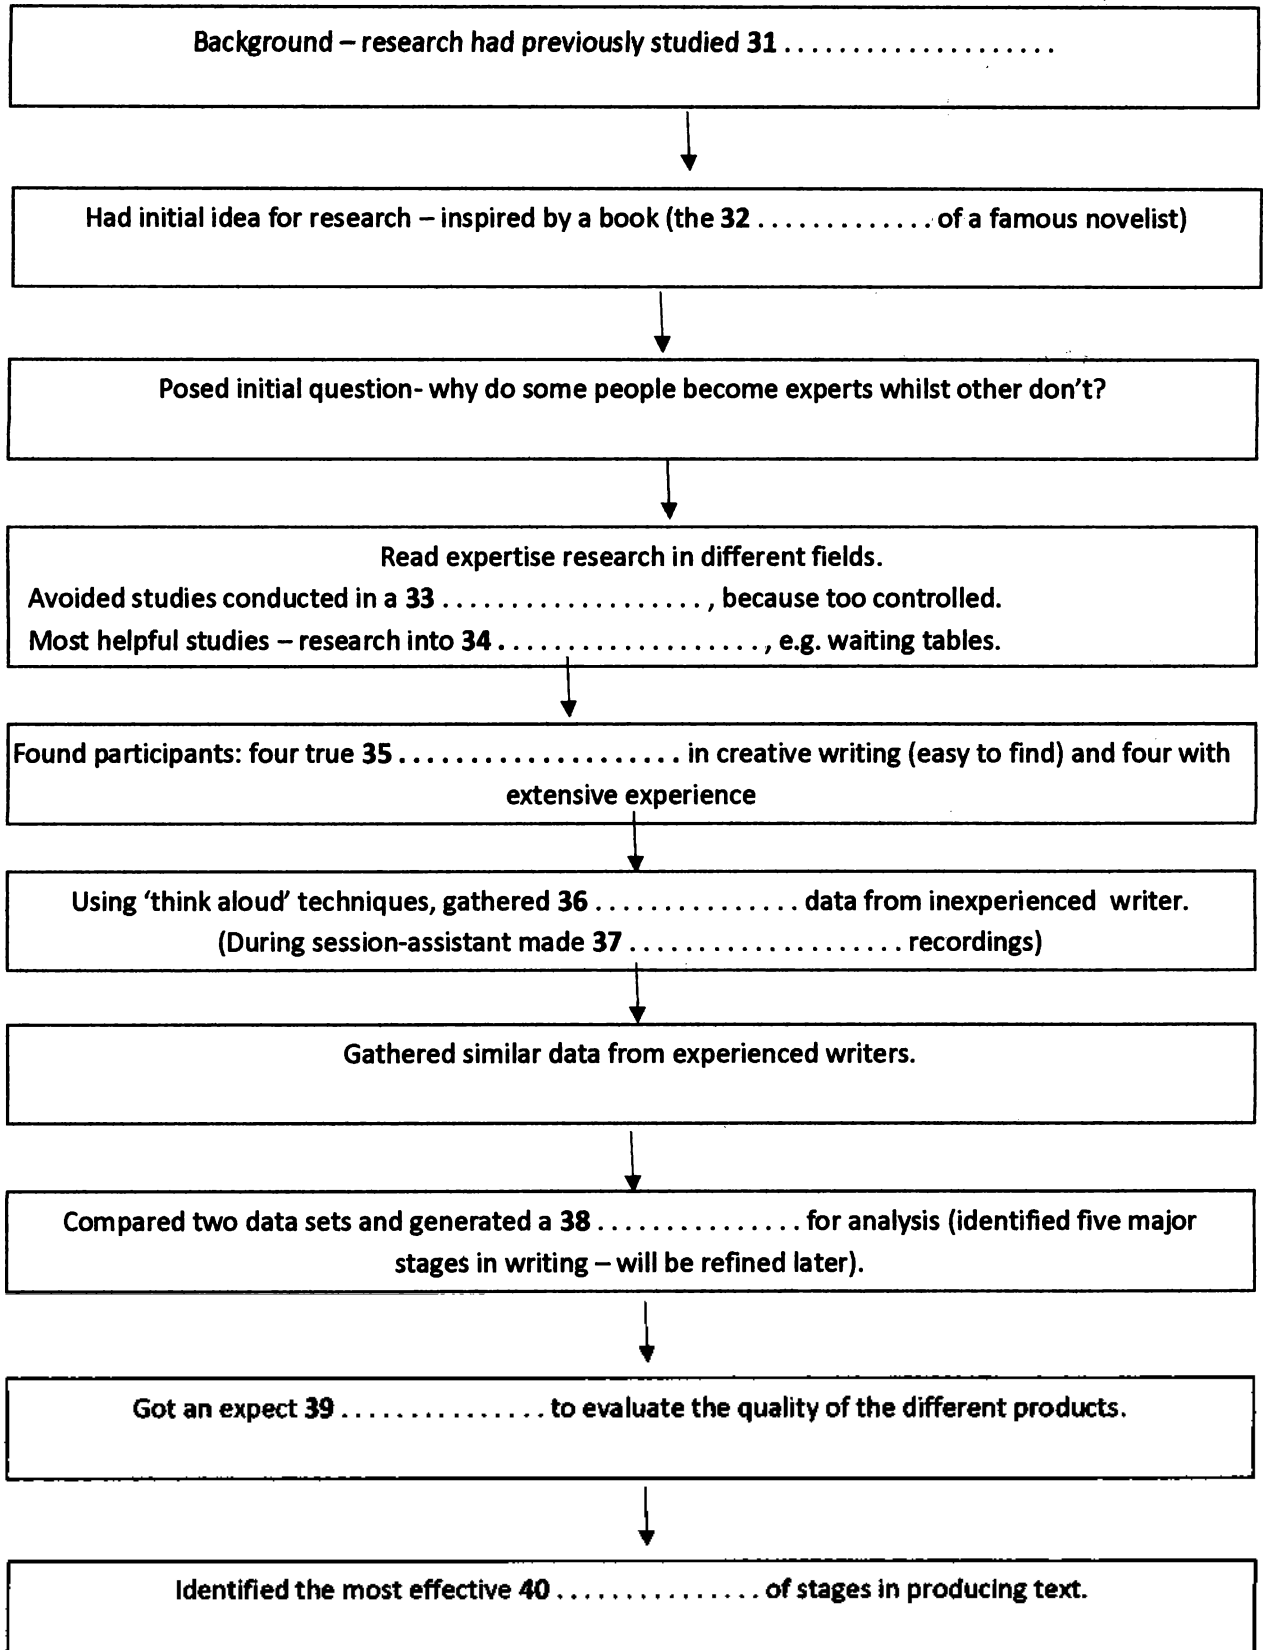 Background – research had previously studied 31 ....................
Had initial idea for research – inspired by a book (the 32 ............. of a famous novelist)
Posed initial question- why do some people become experts whilst other don't?
Read expertise research in different fields.
Avoided studies conducted in a 33 ...................., because too controlled.
Most helpful studies – research into 34 ...................., e.g. waiting tables.
Found participants: four true 35 ..................... in creative writing (easy to find) and four with
extensive experience
Using ‘think aloud’ techniques, gathered 36 ............... data from inexperienced writer.
(During session-assistant made 37 .................... recordings)
Gathered similar data from experienced writers.
Compared two data sets and generated a 38 ............... for analysis (identified five major
stages in writing – will be refined later).
Got an expect 39 ............... to evaluate the quality of the different products.
Identified the most effective 40 ............... of stages in producing text.